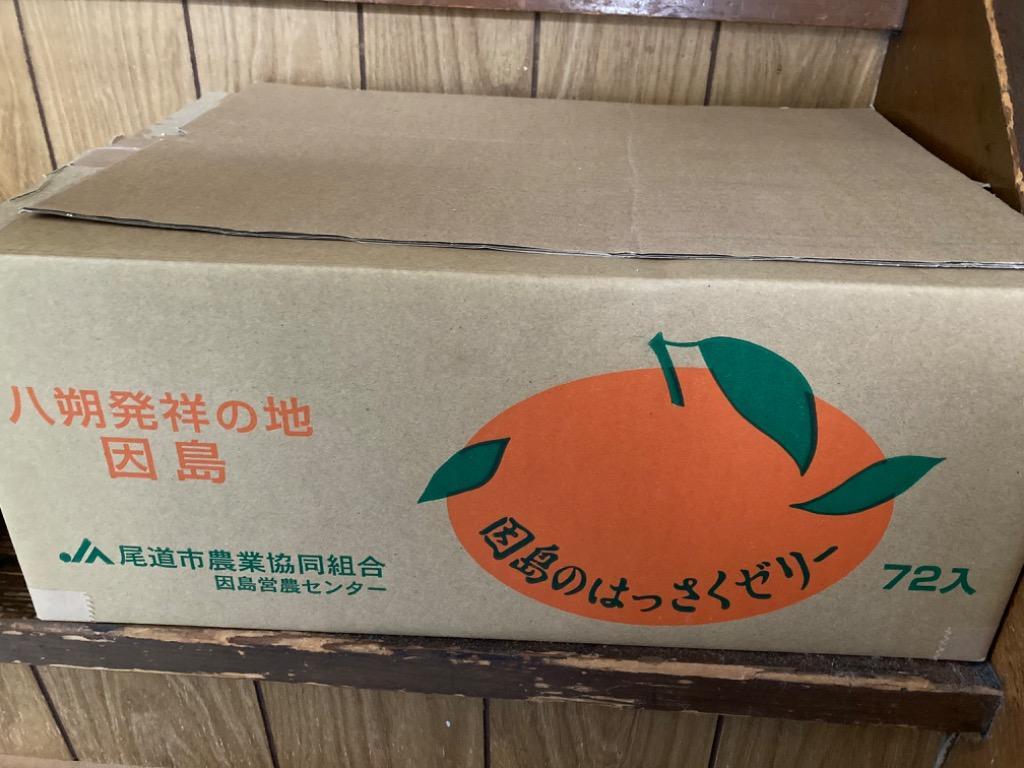 八朔発祥の地
因島
JA 尾道市農業協同組合
因島営農センター
因島のはっさくゼリー
72入